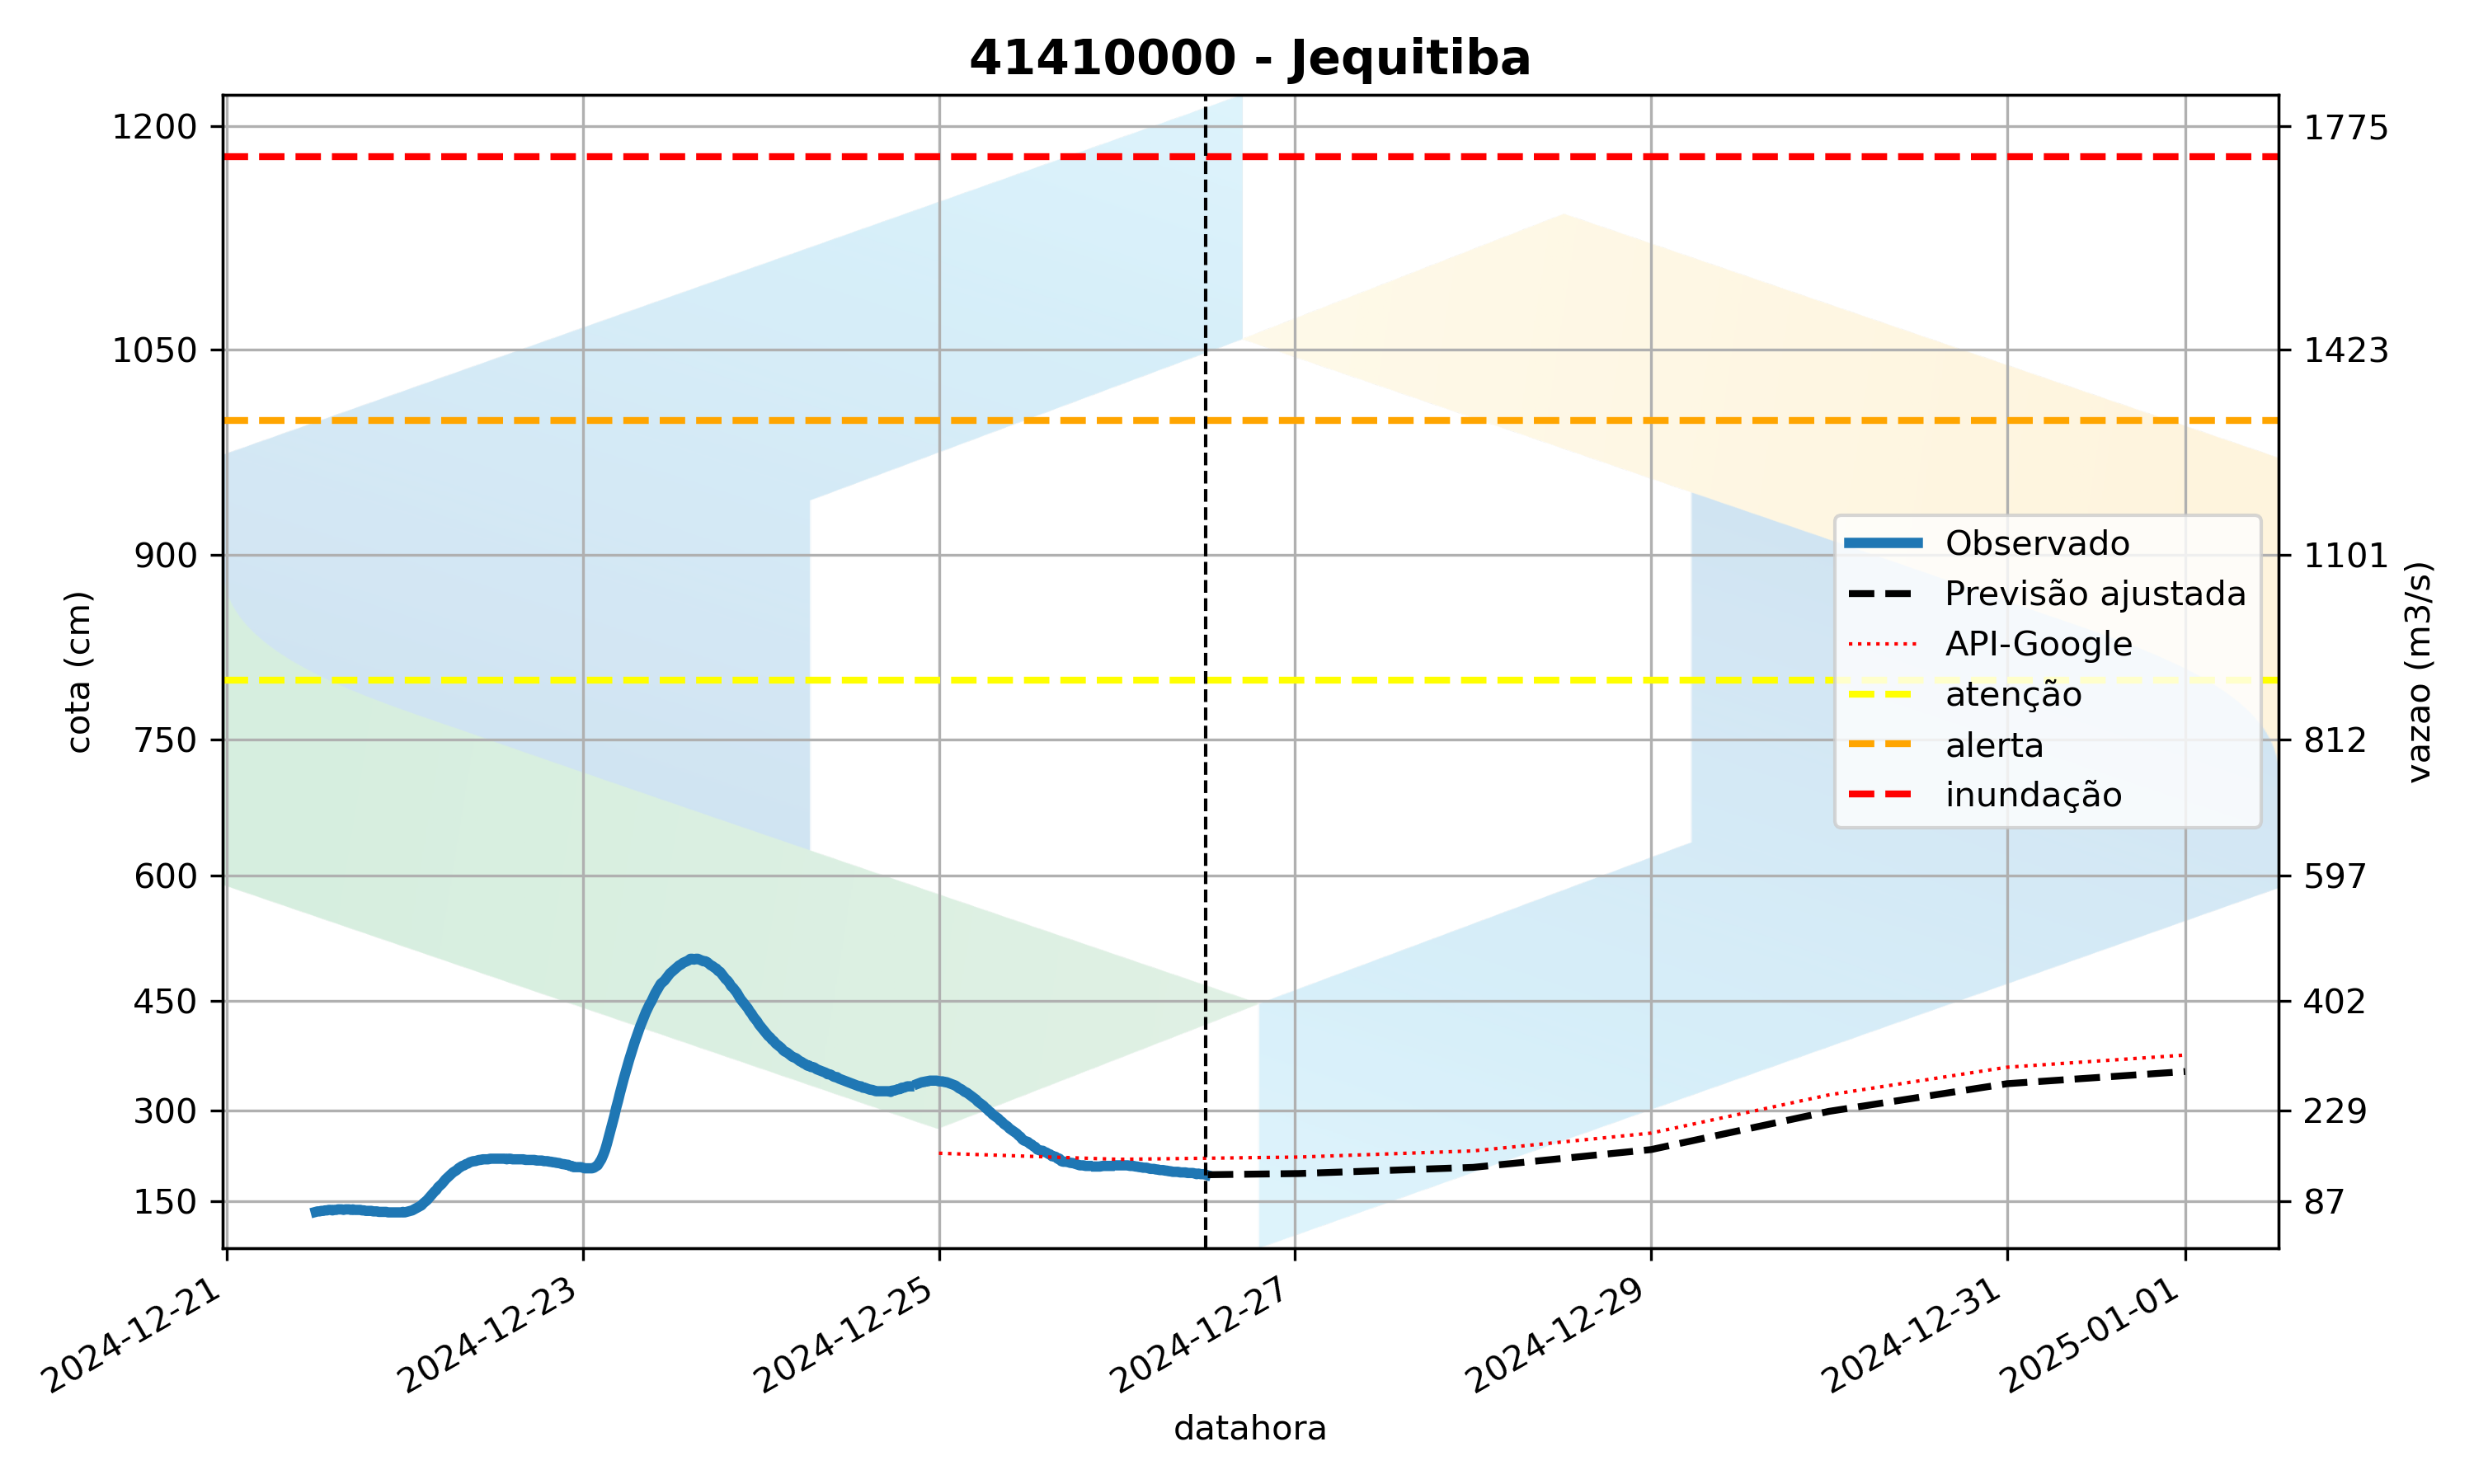 41410000 - Jequitiba
1200
1050
900
750
600
450
300
150
cota (cm)
1775
1423
1101
812
597
402
229
87
vazao (m3/s)
Observado
Previsão ajustada
API-Google
atenção
alerta
inundação
2024-12-21
2024-12-23
2024-12-25
2024-12-27
2024-12-29
2024-12-31
2025-01-01
datahora